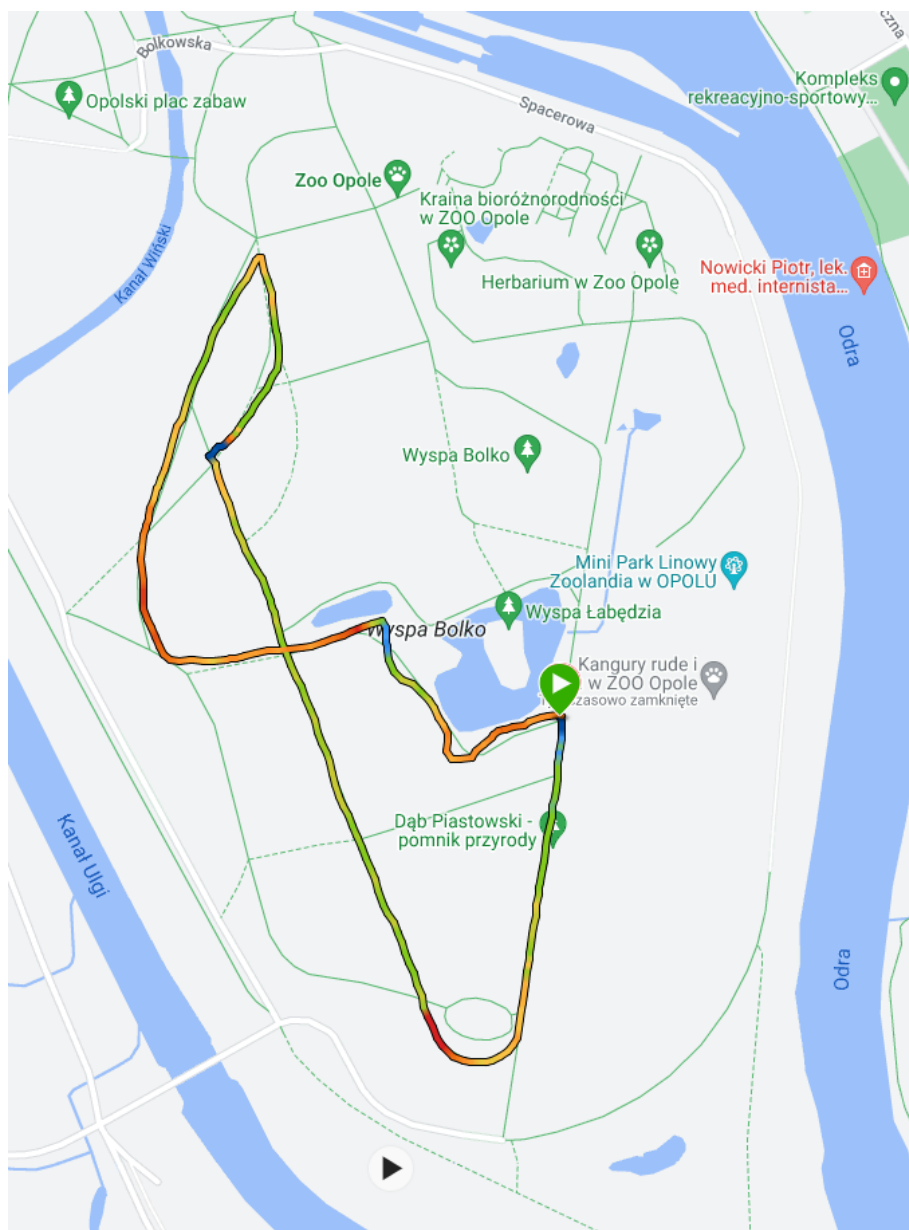 Bolkowska
czna
Opolski plac zabaw
Kompleks
rekreacyjno-sportowy...
Spacerowa
Zoo Opole
Kraina bioróżnorodności
w ZOO Opole
Kanał Wiński
Herbarium w Zoo Opole
Nowicki Piotr, lek.
med. internista...
Odra
Wyspa Bolko
Mini Park Linowy
Zoolandia w OPOLU
Wyspa Łabędzia
Wyspa Bolko
Kangury rude i
w ZOO Opole
czasowo zamknięte
Dąb Piastowski -
pomnik przyrody
Kanał Ulgi
Odra